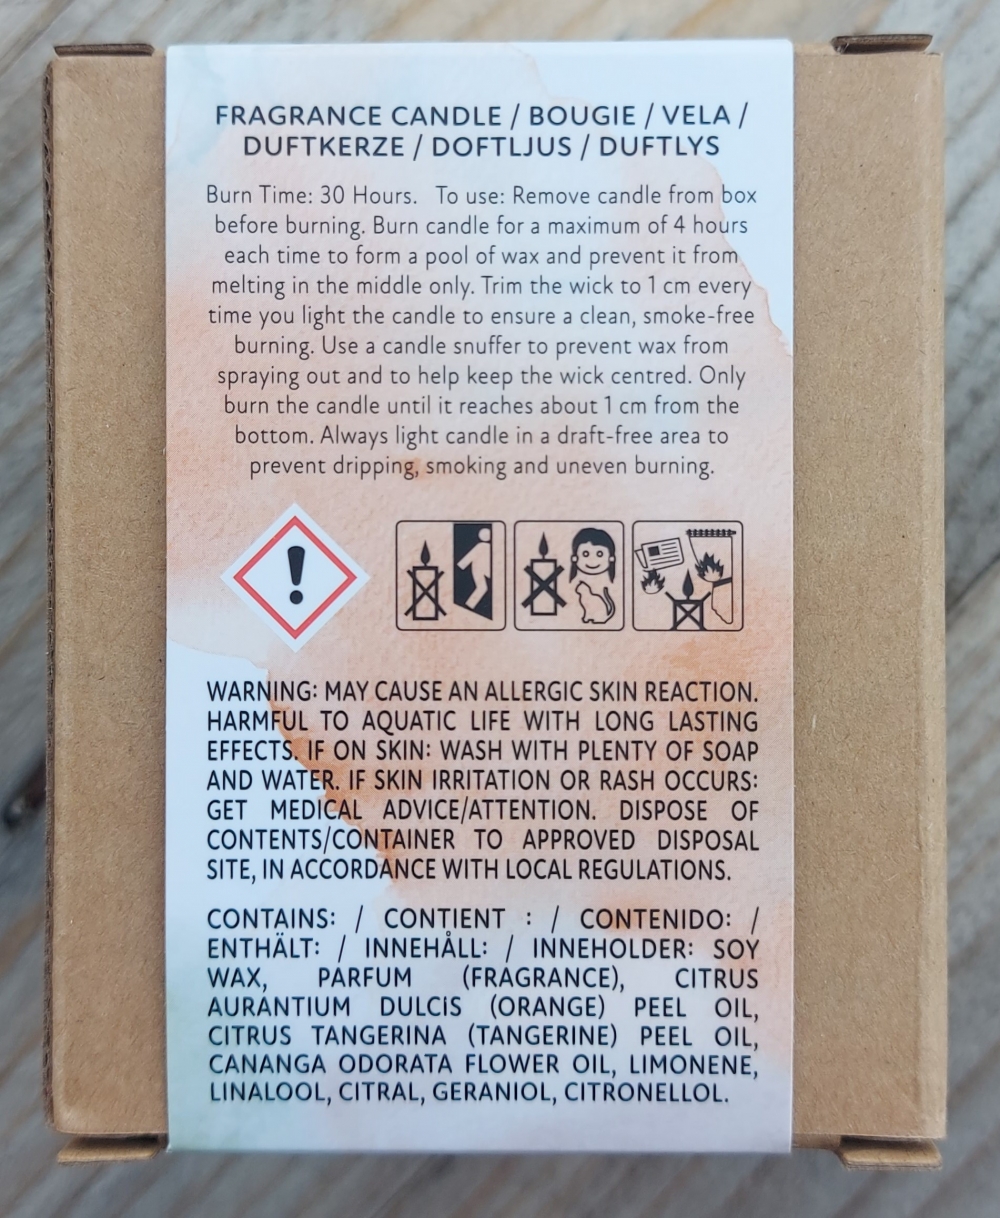 FRAGRANCE CANDLE / BOUGIE / VELA /
DUFTKERZE / DOFTLJUS / DUFTLYS
Burn Time: 30 Hours. To use: Remove candle from box
before burning. Burn candle for a maximum of 4 hours
each time to form a pool of wax and prevent it from
melting in the middle only. Trim the wick to 1 cm every
time you light the candle to ensure a clean, smoke-free
burning. Use a candle snuffer to prevent wax from
spraying out and to help keep the wick centred. Only
burn the candle until it reaches about 1 cm from the
bottom. Always light candle in a draft-free area to
prevent dripping, smoking and uneven burning.
WARNING: MAY CAUSE AN ALLERGIC SKIN REACTION.
HARMFUL TO AQUATIC LIFE WITH LONG LASTING
EFFECTS. IF ON SKIN: WASH WITH PLENTY OF SOAP
AND WATER. IF SKIN IRRITATION OR RASH OCCURS:
GET MEDICAL ADVICE/ATTENTION. DISPOSE OF
CONTENTS/CONTAINER TO APPROVED DISPOSAL
SITE, IN ACCORDANCE WITH LOCAL REGULATIONS.
CONTAINS: / CONTIENT : / CONTENIDO: /
ENTHÄLT: / INNEHÅLL: / INNEHOLDER: SOY
WAX, PARFUM (FRAGRANCE), CITRUS
AURANTIUM DULCIS (ORANGE) PEEL OIL,
CITRUS TANGERINA (TANGERINE) PEEL OIL,
CANANGA ODORATA FLOWER OIL, LIMONENE,
LINALOOL, CITRAL, GERANIOL, CITRONELLOL.